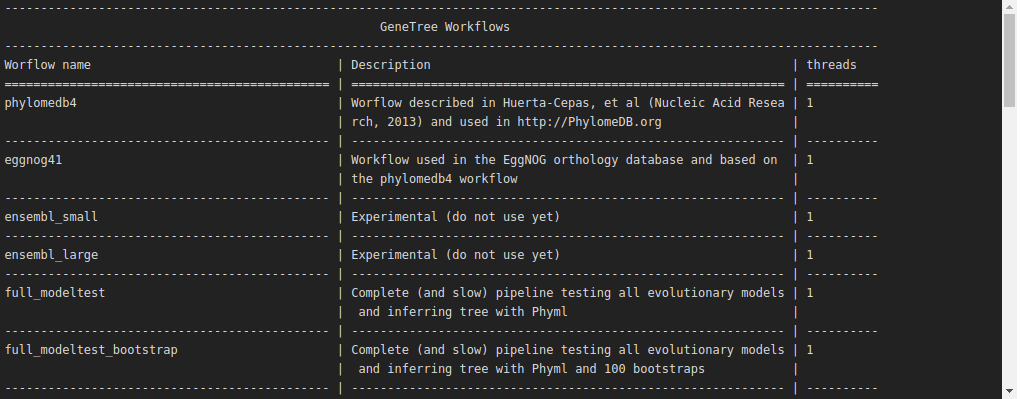 -------------------------------------------------------------------------------------------------------------------------
GeneTree Workflows
-------------------------------------------------------------------------------------------------------------------------
Worflow name | Description | threads
============================================= | ============================================================ | ==========
phylomedb4 | Worflow described in Huerta-Cepas, et al (Nucleic Acid Resea | 1
| rch, 2013) and used in http://PhylomeDB.org |
--------------------------------------------- | ------------------------------------------------------------ | ----------
eggnog41 | Workflow used in the EggNOG orthology database and based on | 1
| the phylomedb4 workflow |
--------------------------------------------- | ------------------------------------------------------------ | ----------
ensembl_small | Experimental (do not use yet) | 1
--------------------------------------------- | ------------------------------------------------------------ | ----------
ensembl_large | Experimental (do not use yet) | 1
--------------------------------------------- | ------------------------------------------------------------ | ----------
full_modeltest | Complete (and slow) pipeline testing all evolutionary models | 1
| and inferring tree with Phyml |
--------------------------------------------- | ------------------------------------------------------------ | ----------
full_modeltest_bootstrap | Complete (and slow) pipeline testing all evolutionary models | 1
| and inferring tree with Phyml and 100 bootstraps |
--------------------------------------------- | ------------------------------------------------------------ | ----------